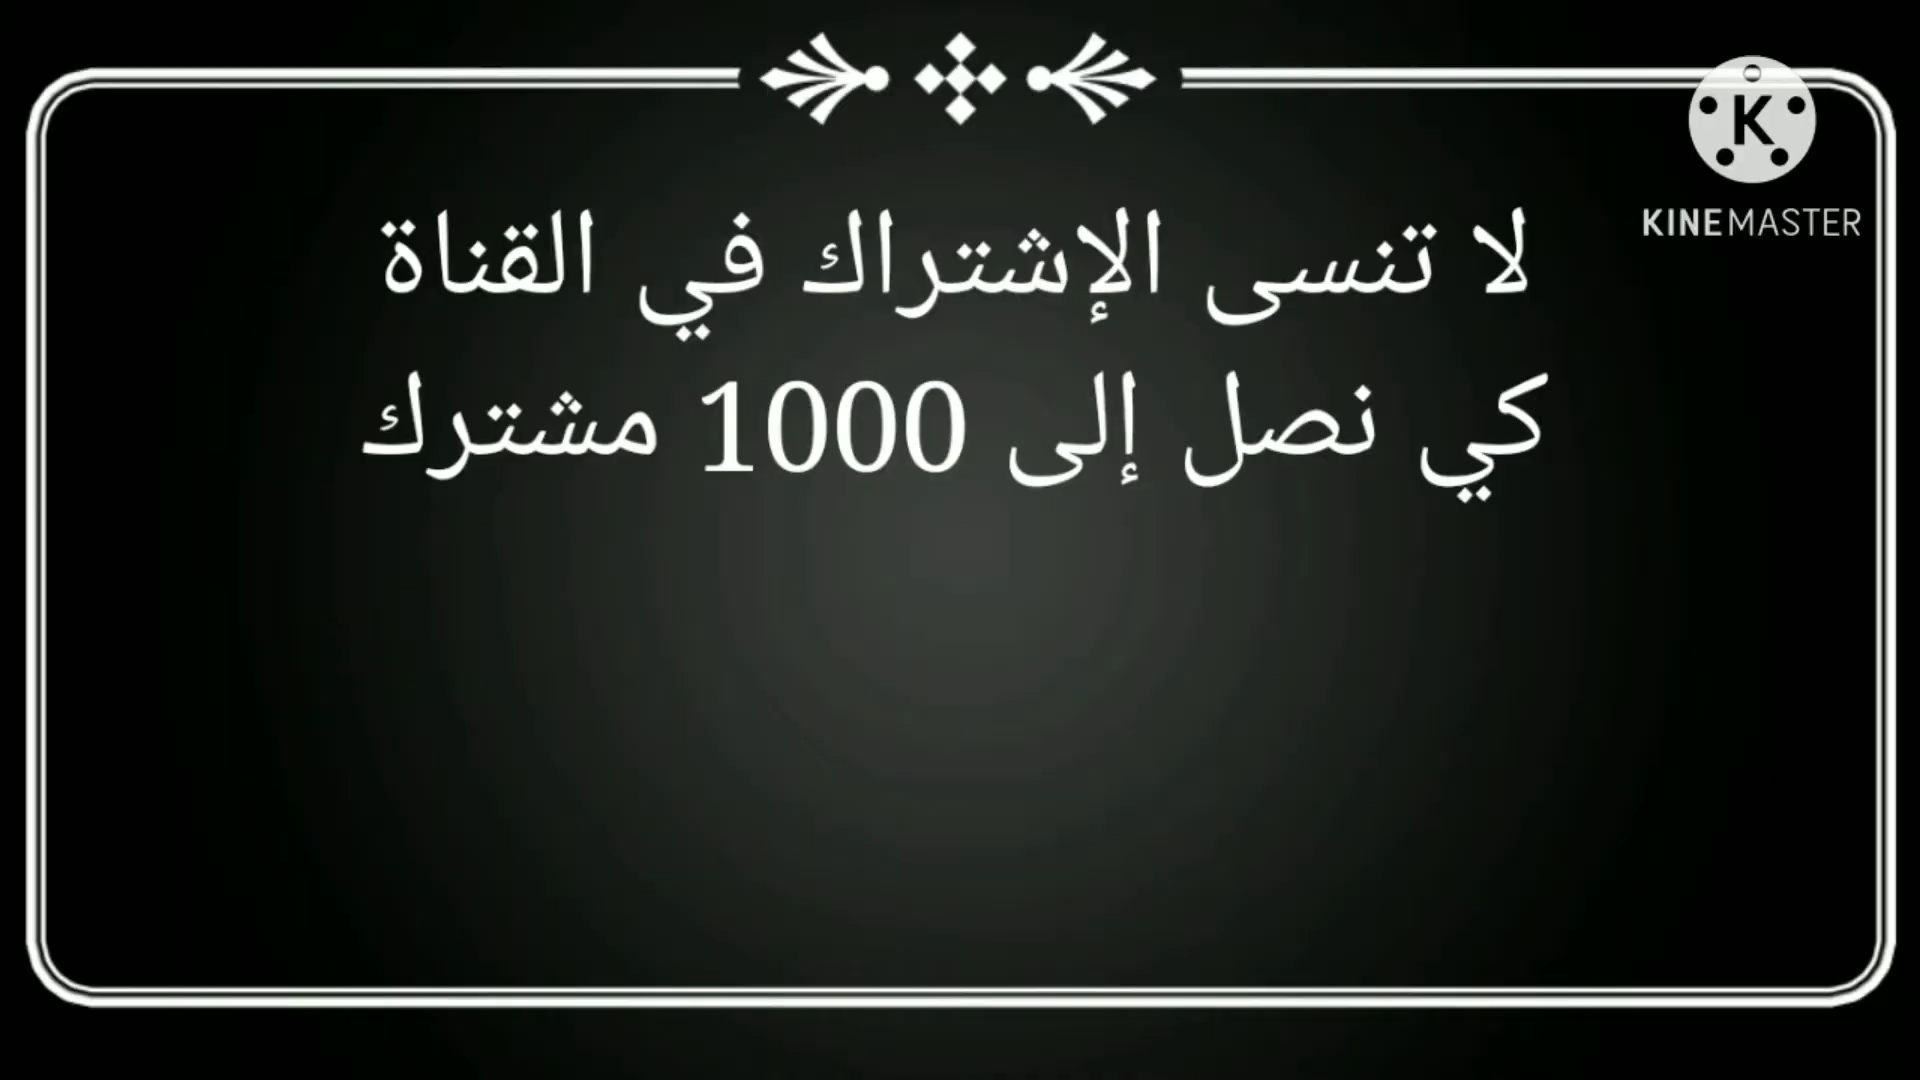 لا تنسى الإشتراك في القناة
كي نصل إلى 1000 مشترك
K
KINEMASTER